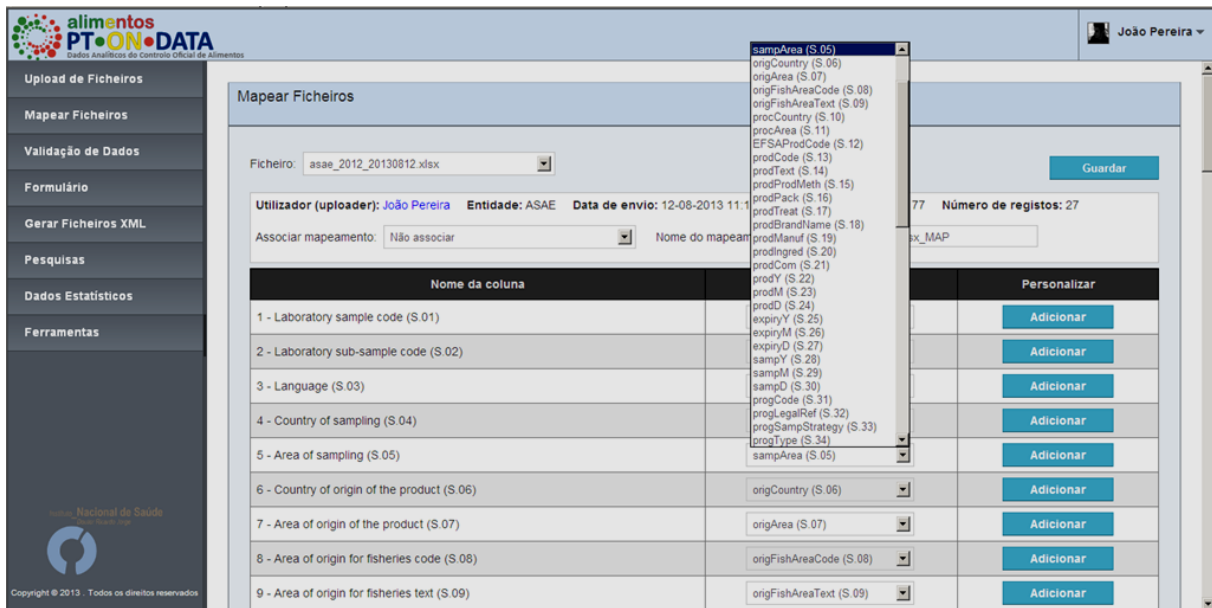 alimentos
PT•ON•DATA
Dados Analíticos do Controlo Oficial de Alimentos
João Pereira
Upload de Ficheiros
Mapear Ficheiros
Validação de Dados
Formulário
Gerar Ficheiros XML
Pesquisas
Dados Estatísticos
Ferramentas
Nacional de Saúde
Copyright © 2013 . Todos os direitos reservados
Mapear Ficheiros
Ficheiro: asae_2012_20130812.xlsx
Guardar
Utilizador (uploader): João Pereira Entidade: ASAE Data de envio: 12-08-2013 11:1 77 Número de registos: 27
Associar mapeamento: Não associar Nome do mapeam sx_MAP
Nome da coluna Personalizar
1 - Laboratory sample code (S.01) Adicionar
2 - Laboratory sub-sample code (S.02) Adicionar
3 - Language (S.03) Adicionar
4 - Country of sampling (S.04) Adicionar
5 - Area of sampling (S.05) sampArea (S.05) Adicionar
6 - Country of origin of the product (S.06) origCountry (S.06) Adicionar
7 - Area of origin of the product (S.07) origArea (S.07) Adicionar
8 - Area of origin for fisheries code (S.08) origFishAreaCode (S.08) Adicionar
9 - Area of origin for fisheries text (S.09) origFishAreaText (S.09) Adicionar
sampArea (S.05)
origCountry (S.06)
origArea (S.07)
origFishAreaCode (S.08)
origFishAreaText (S.09)
procCountry (S.10)
procArea (S.11)
EFSAProdCode (S.12)
prodCode (S.13)
prodText (S.14)
prodProdMeth (S.15)
prodPack (S.16)
prodTreat (S.17)
prodBrandName (S.18)
prodManuf (S.19)
prodIngred (S.20)
prodCom (S.21)
prodY (S.22)
prodM (S.23)
prodD (S.24)
expiryY (S.25)
expiryM (S.26)
expiryD (S.27)
sampY (S.28)
sampM (S.29)
sampD (S.30)
progCode (S.31)
progLegalRef (S.32)
progSampStrategy (S.33)
progType (S.34)